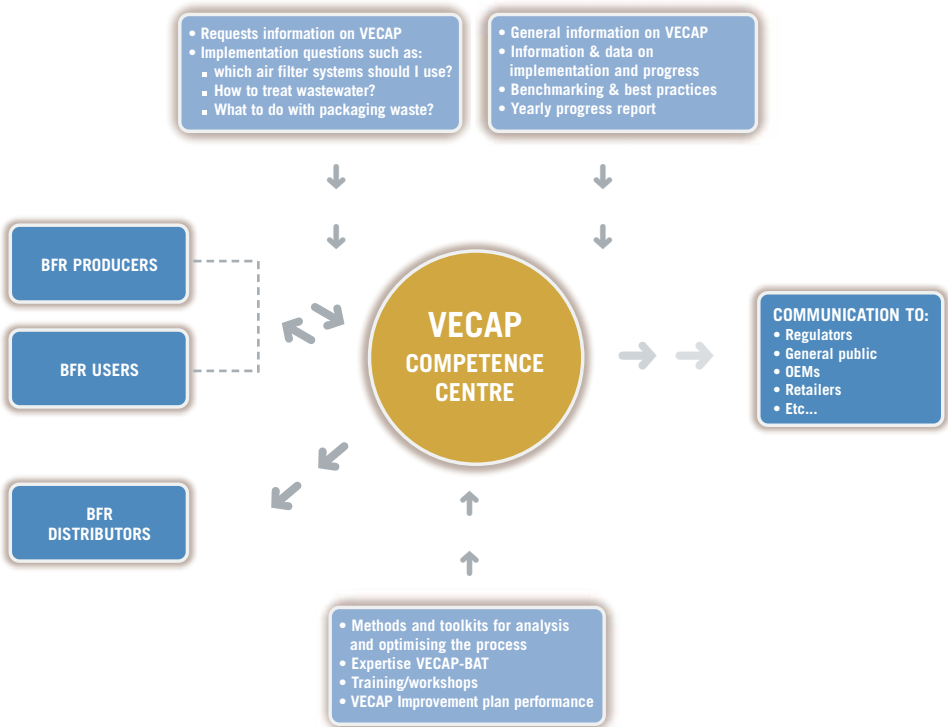 • Requests information on VECAP
• Implementation questions such as:
▪ which air filter systems should I use?
▪ How to treat wastewater?
▪ What to do with packaging waste?
• General information on VECAP
• Information & data on
implementation and progress
• Benchmarking & best practices
• Yearly progress report
BFR PRODUCERS
BFR USERS
BFR
DISTRIBUTORS
VECAP
COMPETENCE
CENTRE
COMMUNICATION TO:
• Regulators
• General public
• OEMs
• Retailers
• Etc...
• Methods and toolkits for analysis
and optimising the process
• Expertise VECAP-BAT
• Training/workshops
• VECAP Improvement plan performance